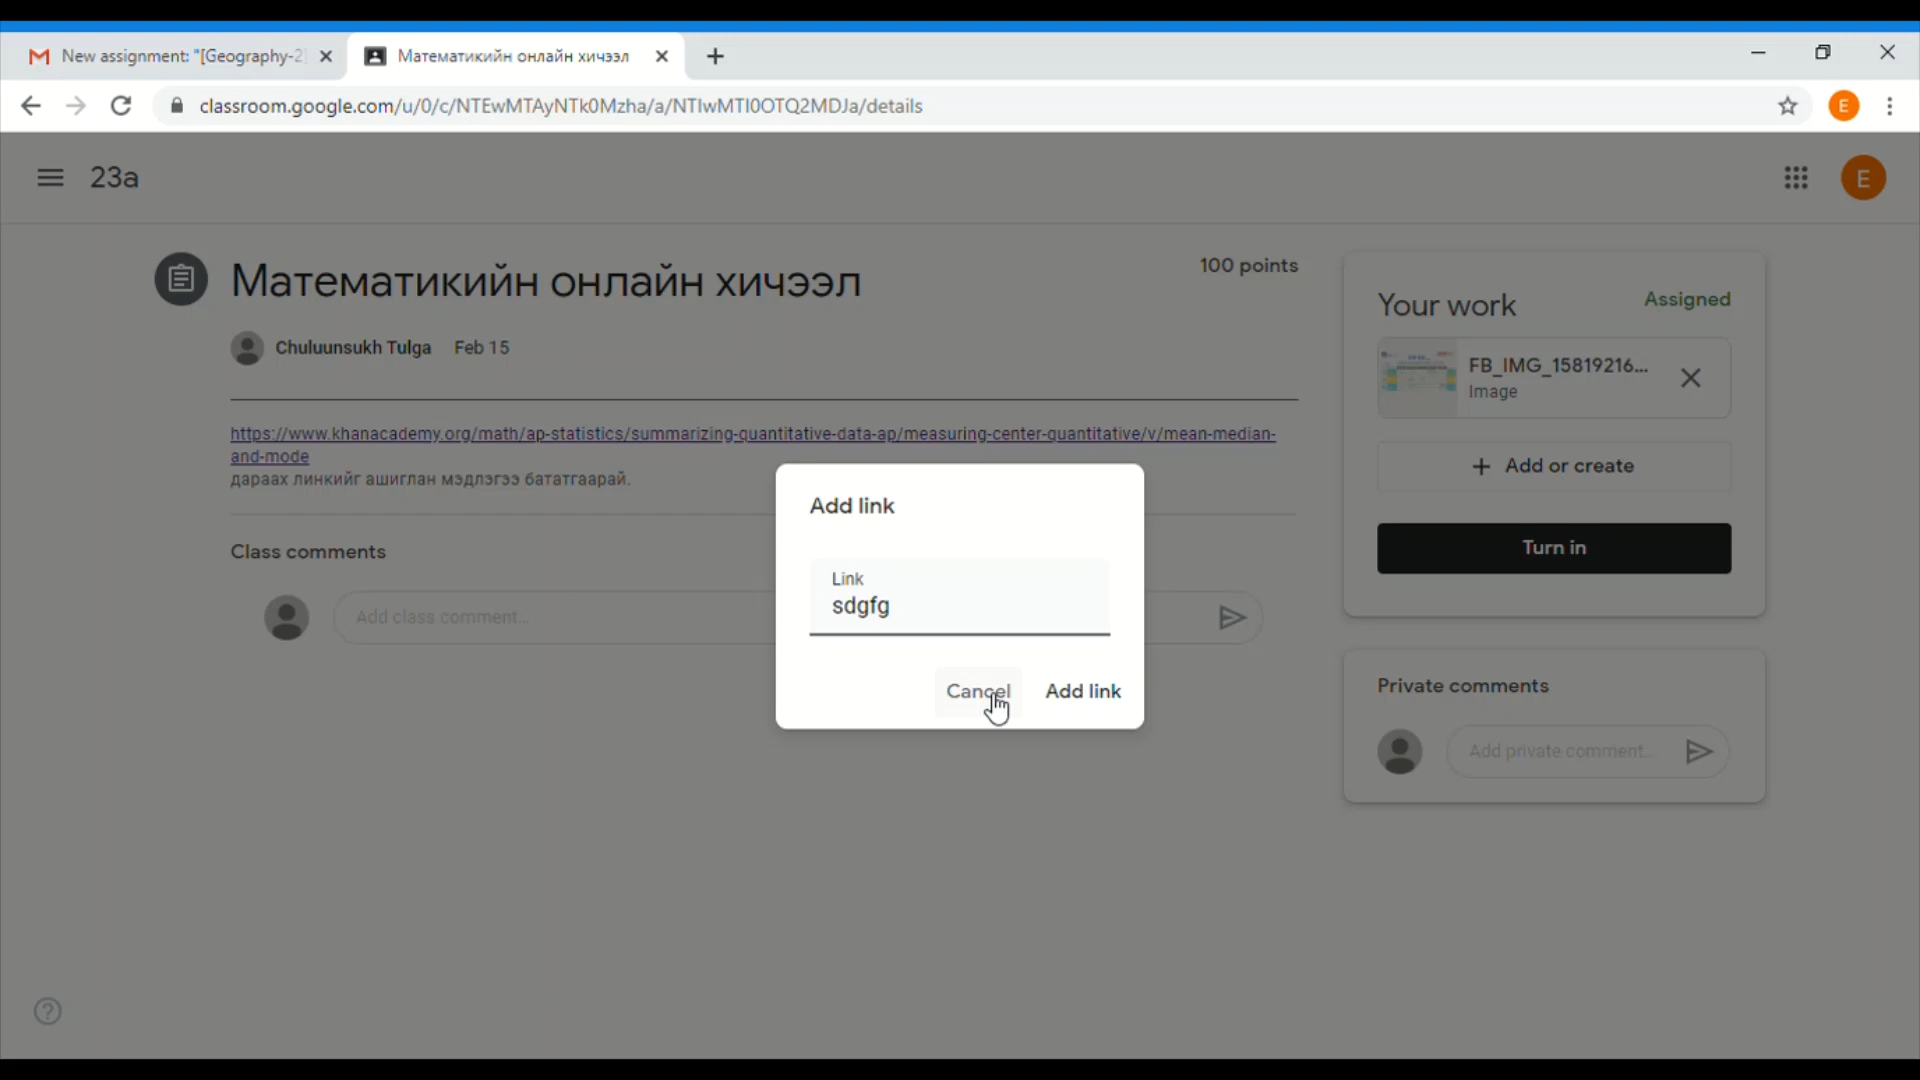 New assignment: "[Geography-2]
Математикийн онлайн хичээл
classroom.google.com/u/0/c/NTEwMTAyNTk0Mzha/a/NTIwMTI0OTQ2MDJa/details
E
23a
E
Математикийн онлайн хичээл
100 points
Chuluunsukh Tulga Feb 15
https://www.khanacademy.org/math/ap-statistics/summarizing-quantitative-data-ap/measuring-center-quantitative/v/mean-median-
and-mode
дараах линкийг ашиглан мэдлэгээ бататгаарай.
Class comments
Add class comment...
Your work
Assigned
FB_IMG_15819216...
Image
+ Add or create
Turn in
Private comments
Add private comment...
Add link
Link
sdgfg
Cancel
Add link
?